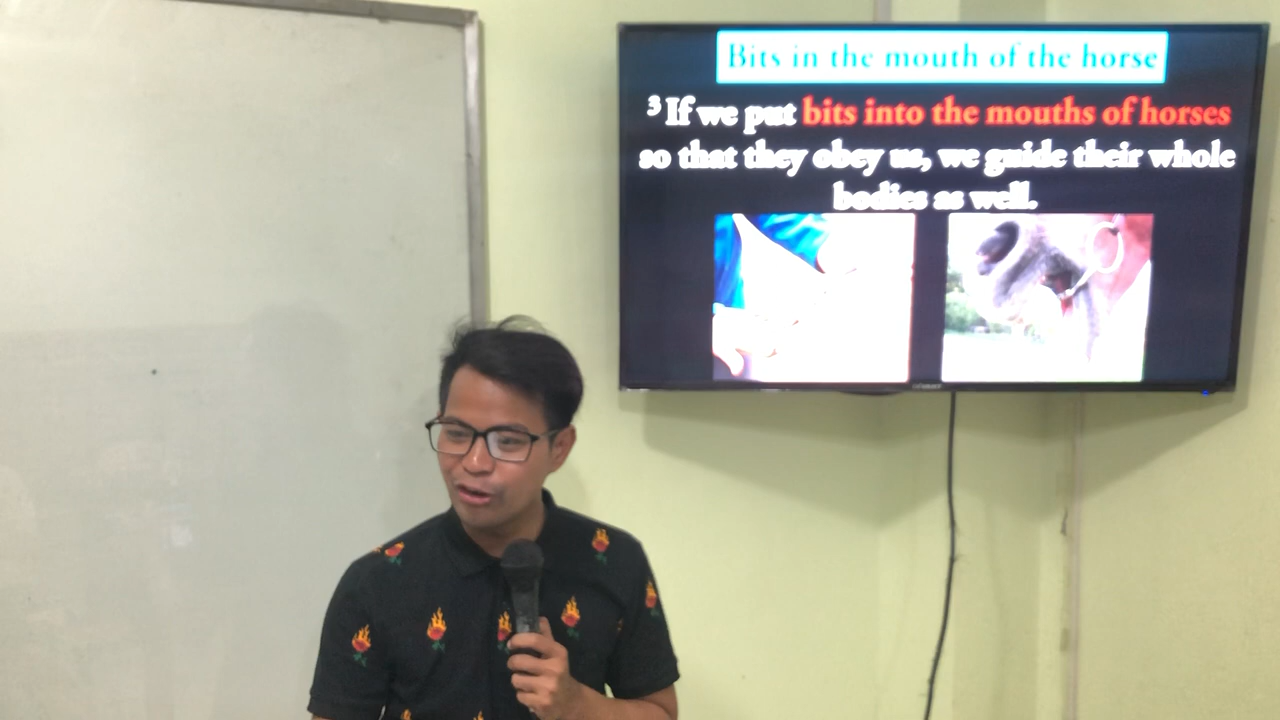 Bits in the mouth of the horse
3 If we put bits into the mouths of horses
so that they obey us, we guide their whole
bodies as well.